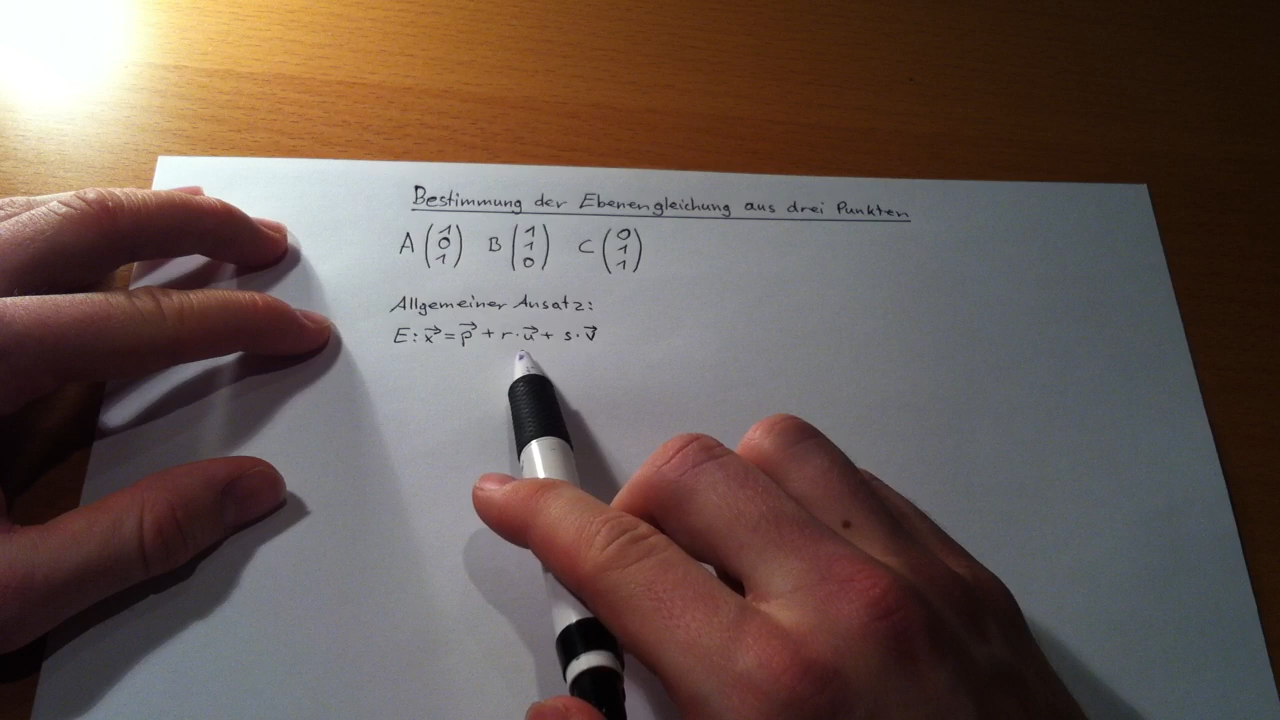 Bestimmung der Ebenengleichung aus drei Punkten
A (1 0 1) B (1 1 0) C (0 1 1)
Allgemeiner Ansatz:
E: x⃗ = p⃗ + r · u⃗ + s · v⃗